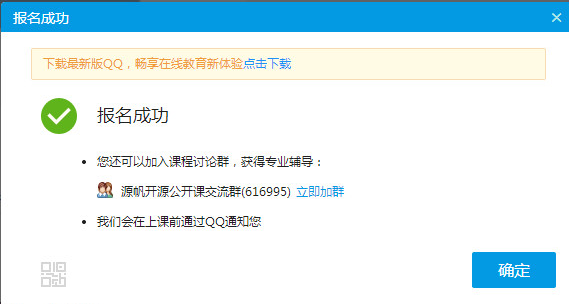 报名成功
下载最新版QQ，畅享在线教育新体验点击下载
报名成功
您还可以加入课程讨论群，获得专业辅导：
源帆开源公开课交流群(616995) 立即加群
我们会在上课前通过QQ通知您
确定